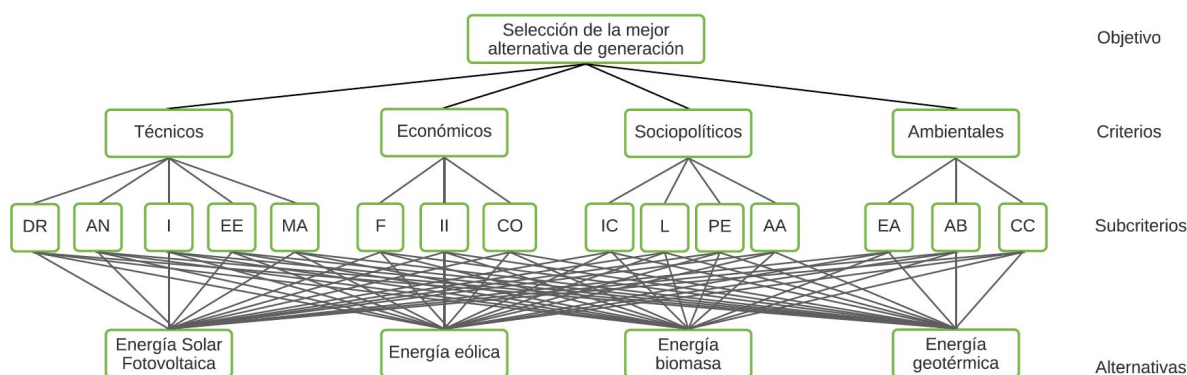 Selección de la mejor
alternativa de generación
Objetivo
Técnicos
Económicos
Sociopolíticos
Ambientales
Criterios
DR
AN
I
EE
MA
F
II
CO
IC
L
PE
AA
EA
AB
CC
Subcriterios
Energía Solar
Fotovoltaica
Energía eólica
Energía
biomasa
Energía
geotérmica
Alternativas